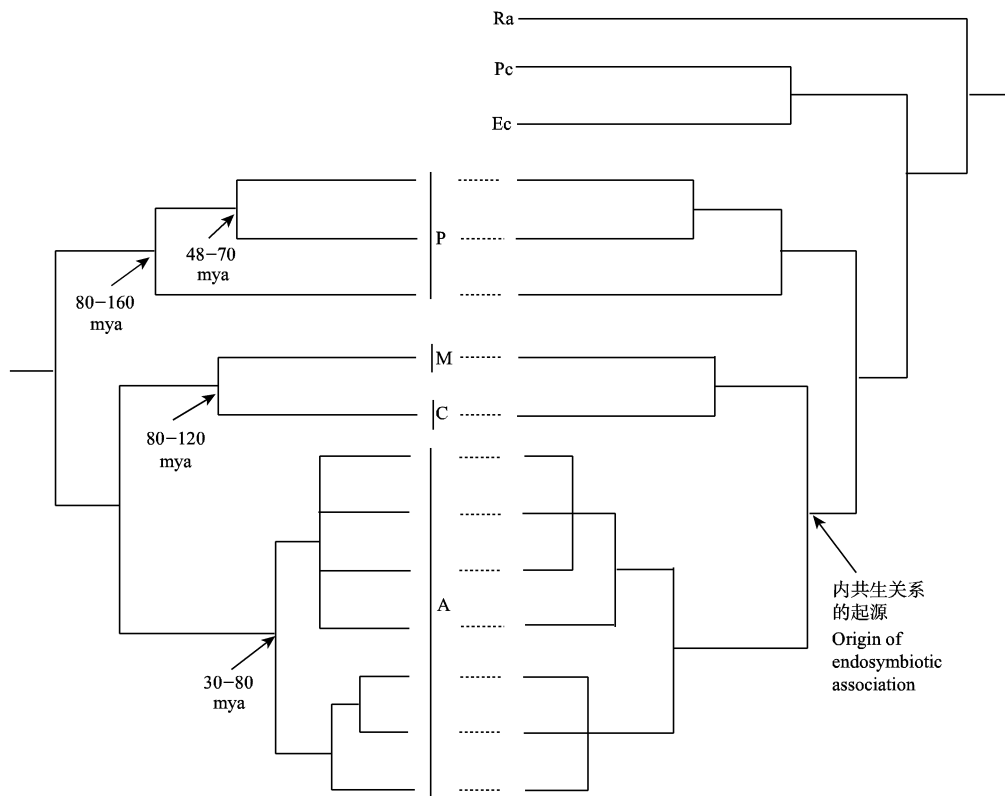 Ra
Pc
Ec
P
48−70
mya
80−160
mya
M
C
80−120
mya
A
内共生关系
的起源
Origin of
endosymbiotic
association
30−80
mya